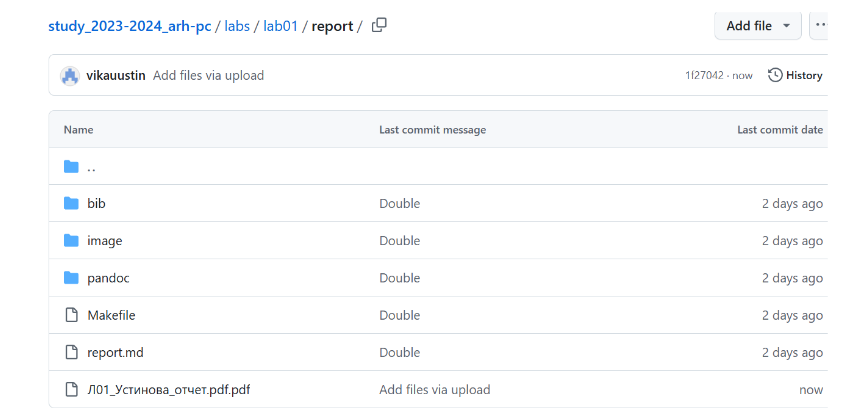 study_2023-2024_arh-pc / labs / lab01 / report / Add file
vikauustin Add files via upload 1f27042 · now History
Name Last commit message Last commit date
..
bib Double 2 days ago
image Double 2 days ago
pandoc Double 2 days ago
Makefile Double 2 days ago
report.md Double 2 days ago
Л01_Устинова_отчет.pdf.pdf Add files via upload now